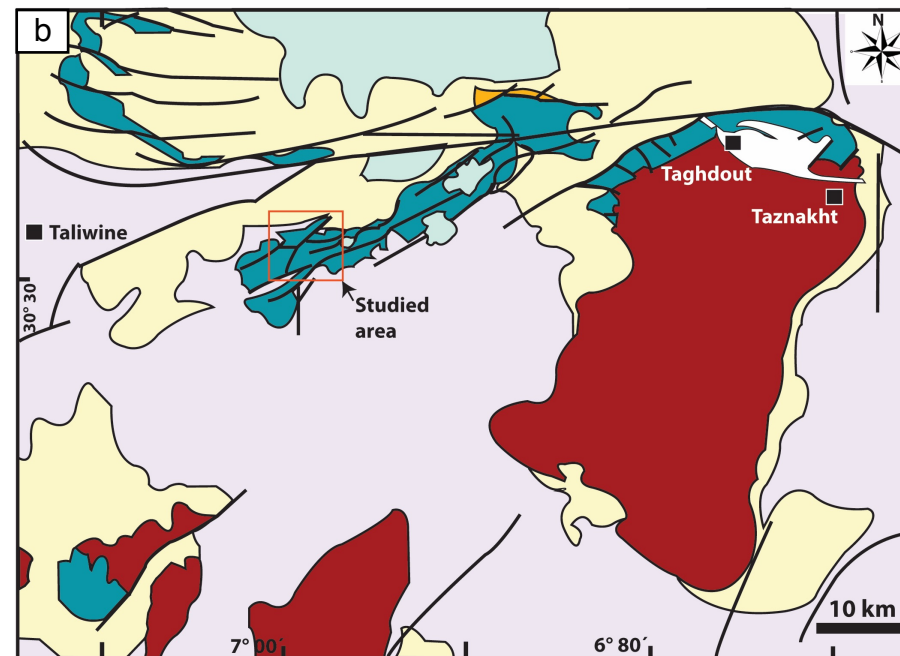 b
N
Taghdout
Taznakht
Taliwine
Studied
area
30° 30´
10 km
7° 00´
6° 80´